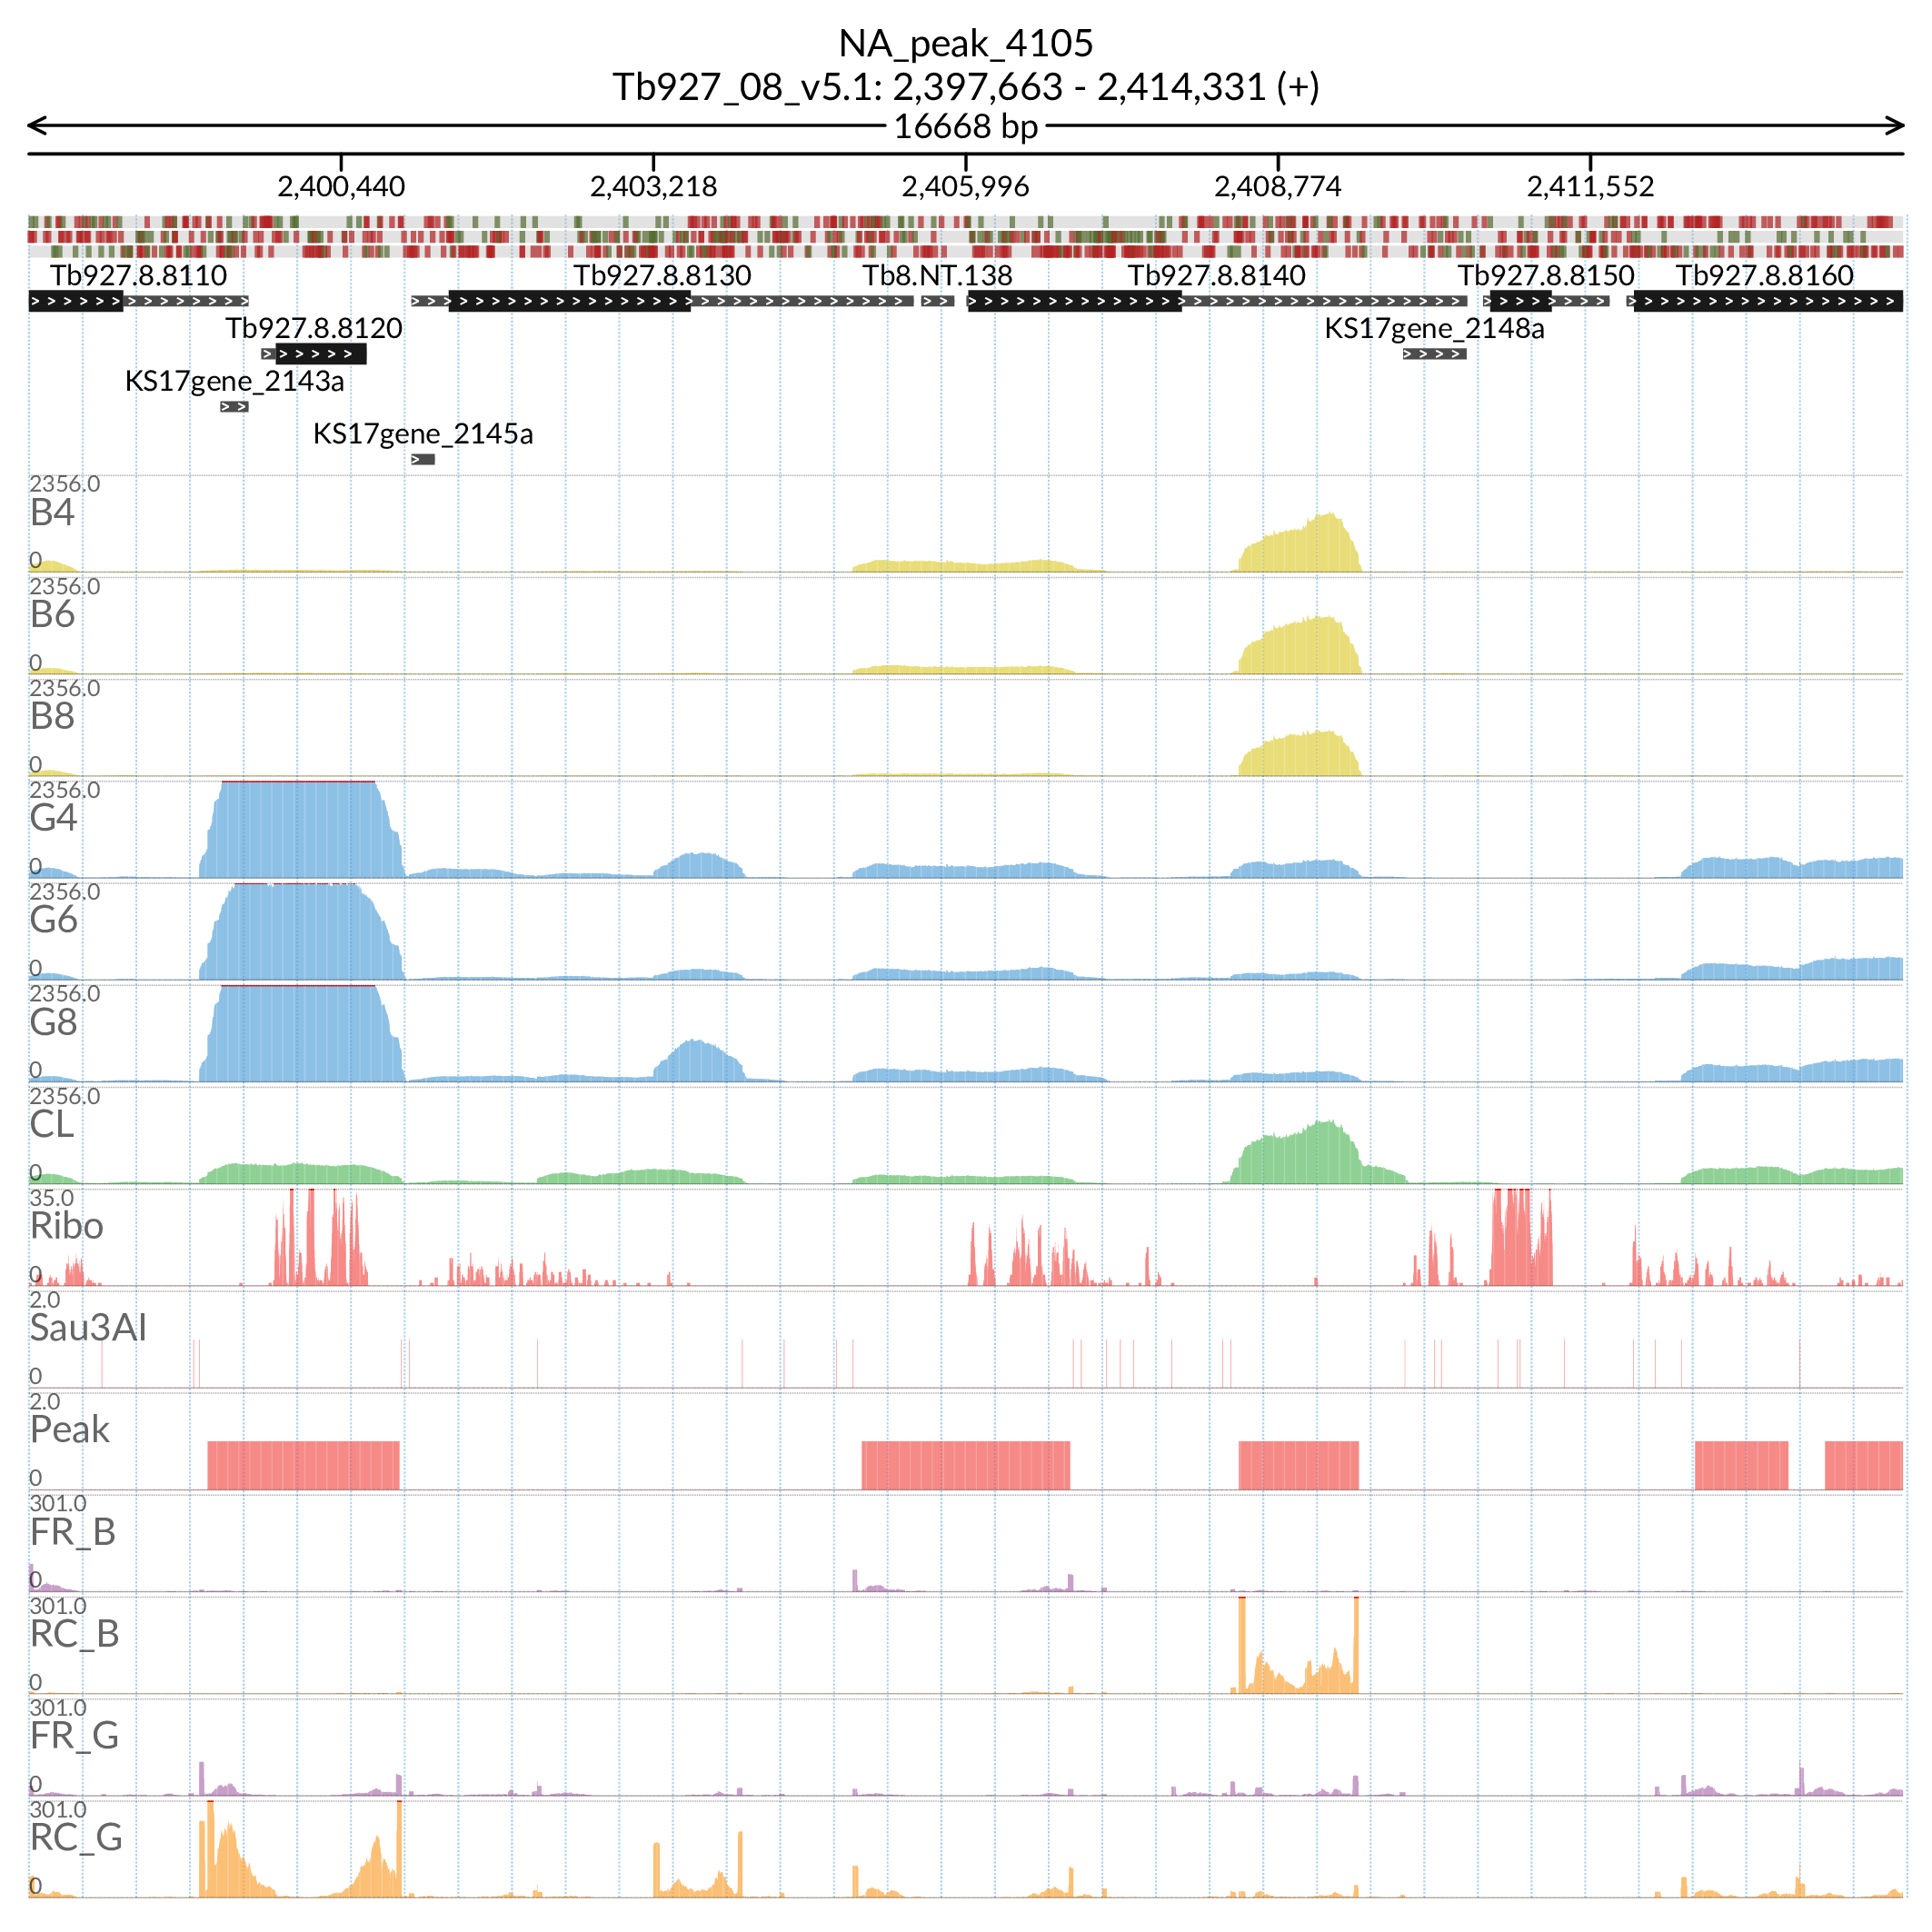 NA_peak_4105
Tb927_08_v5.1: 2,397,663 - 2,414,331 (+)
16668 bp
2,400,440 2,403,218 2,405,996 2,408,774 2,411,552
Tb927.8.8110 Tb927.8.8130 Tb8.NT.138 Tb927.8.8140 Tb927.8.8150 Tb927.8.8160
Tb927.8.8120 KS17gene_2148a
KS17gene_2143a
KS17gene_2145a
2356.0
B4
0
2356.0
B6
0
2356.0
B8
0
2356.0
G4
0
2356.0
G6
0
2356.0
G8
0
2356.0
CL
0
35.0
Ribo
0
2.0
Sau3AI
0
2.0
Peak
0
301.0
FR_B
0
301.0
RC_B
0
301.0
FR_G
0
301.0
RC_G
0